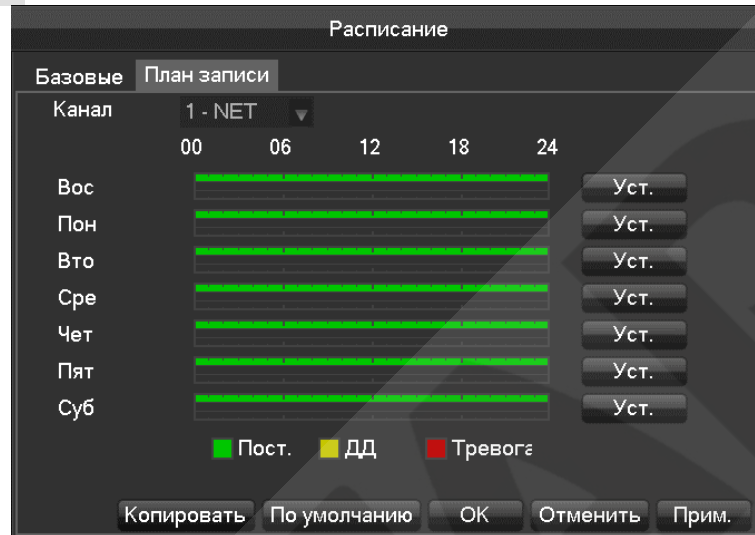 Расписание
Базовые План записи
Канал 1 - NET
00 06 12 18 24
Вос Уст.
Пон Уст.
Вто Уст.
Сре Уст.
Чет Уст.
Пят Уст.
Суб Уст.
Пост. ДД Тревога
Копировать По умолчанию OK Отменить Прим.